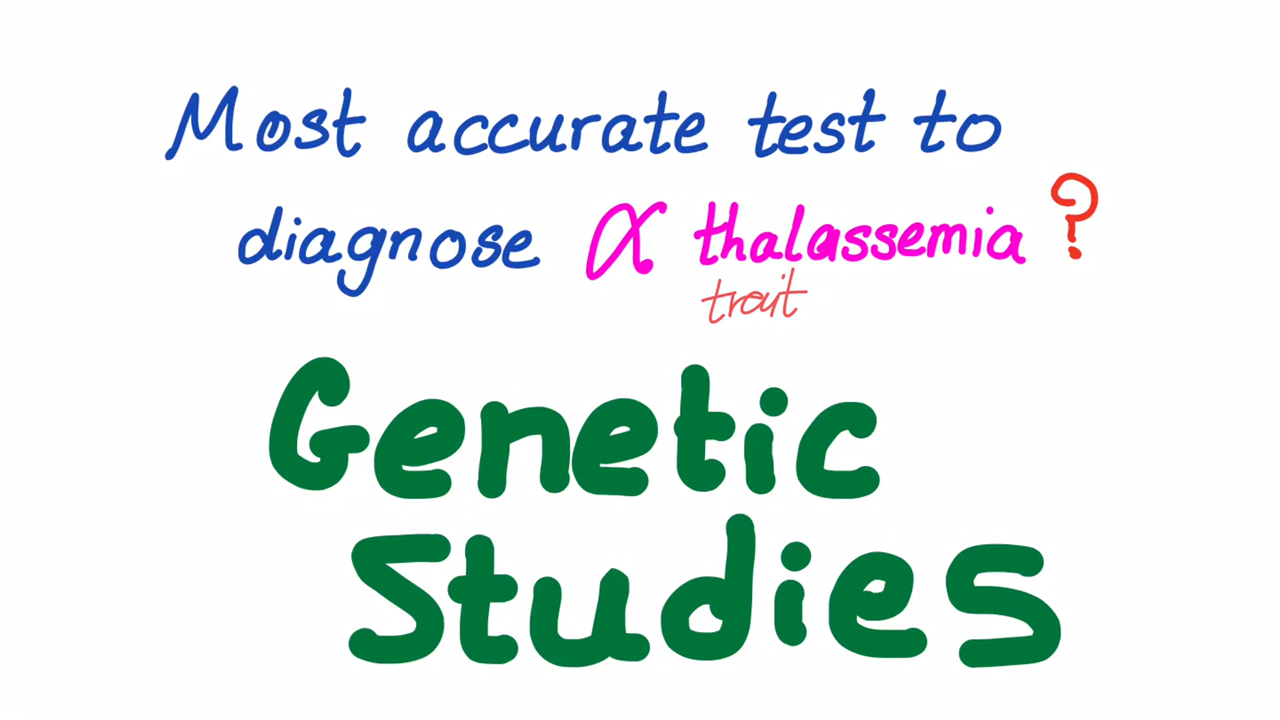 Most accurate test to
diagnose α thalassemia ?
trait
Genetic
Studies